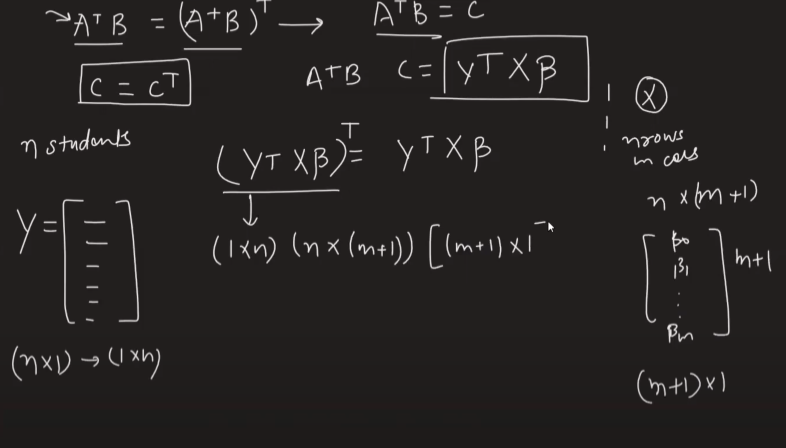 AᵀB = (AᵀB)ᵀ → AᵀB = C
C = Cᵀ
AᵀB C = YᵀXβ
X
n students
n rows
m cols
(YᵀXβ)ᵀ = YᵀXβ
n × (m+1)
Y = [ ]
(1×n) (n × (m+1)) [(m+1) × 1
β₀
β₁
⋮
βm
m+1
(n×1) → (1×n)
(m+1) × 1